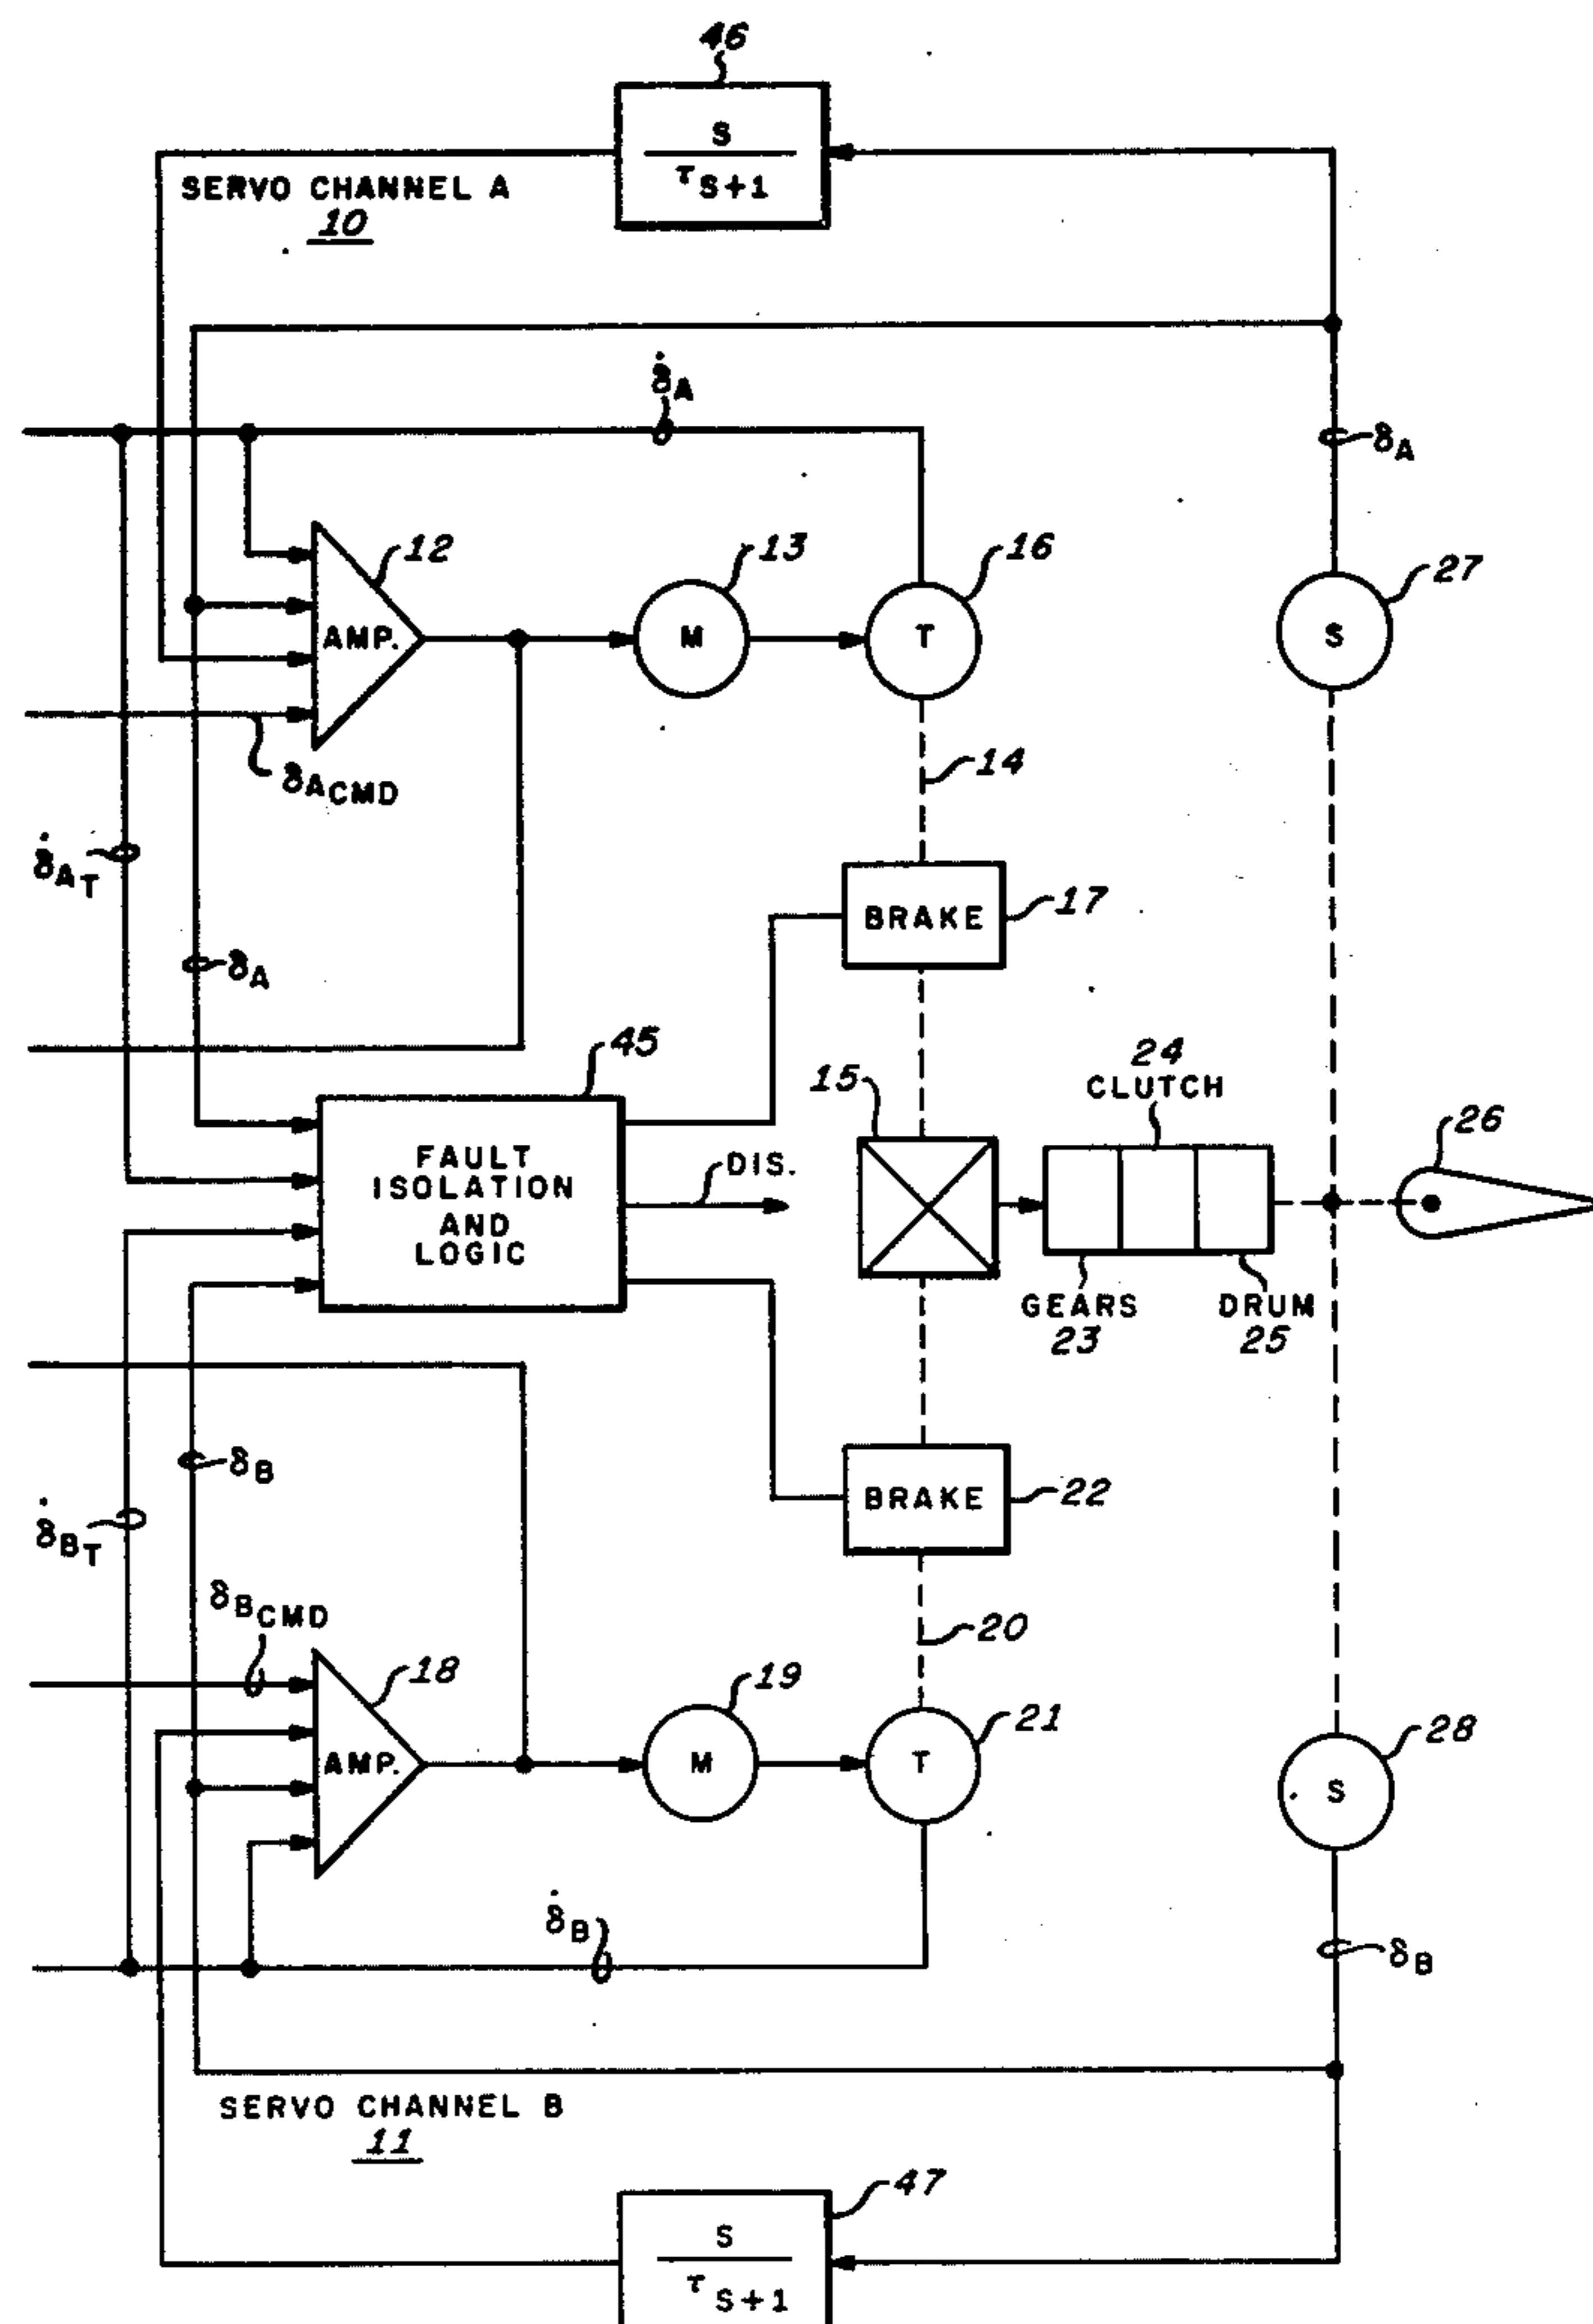 46
S
τS+1
SERVO CHANNEL A
10
δ̇A
δA
12
13
16
27
AMP.
M
T
S
δACMD
14
δ̇AT
BRAKE
17
δA
45
15
24
CLUTCH
26
FAULT
ISOLATION
AND
LOGIC
DIS.
GEARS
23
DRUM
25
δB
BRAKE
22
δ̇BT
δBCMD
20
18
19
21
28
AMP.
M
T
S
δ̇B
δB
SERVO CHANNEL B
11
47
S
τS+1